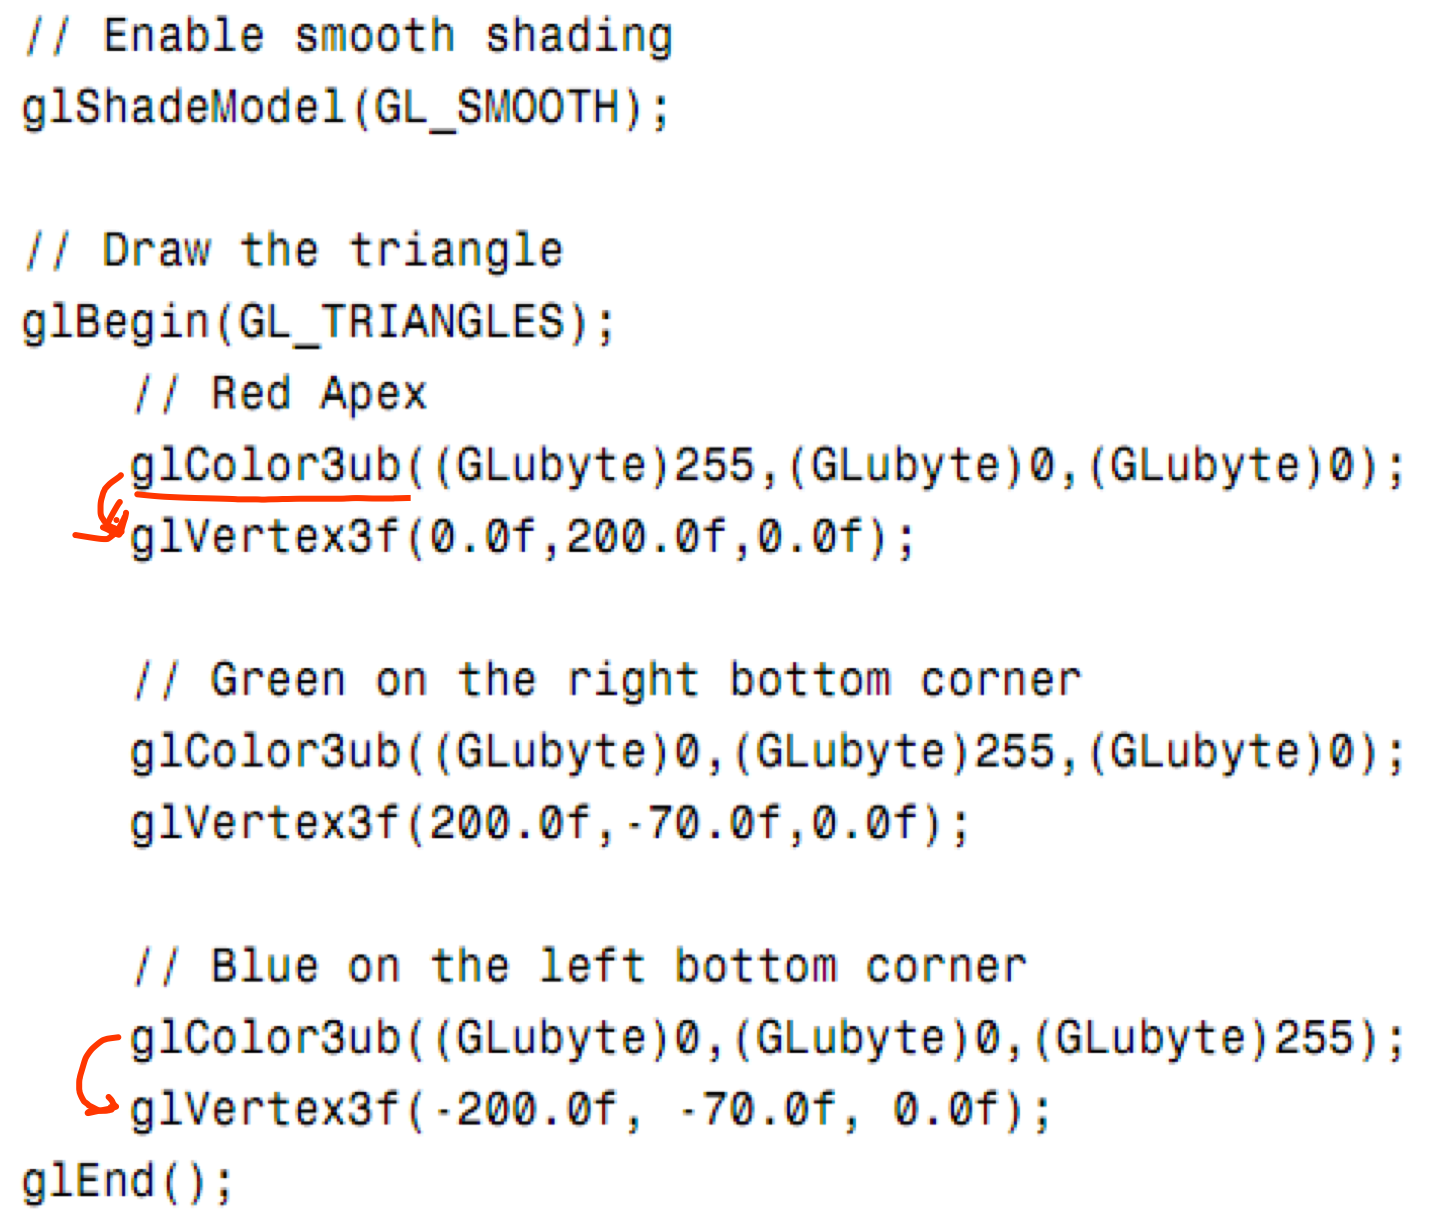 // Enable smooth shading
glShadeModel(GL_SMOOTH);
// Draw the triangle
glBegin(GL_TRIANGLES);
// Red Apex
glColor3ub((GLubyte)255,(GLubyte)0,(GLubyte)0);
glVertex3f(0.0f,200.0f,0.0f);
// Green on the right bottom corner
glColor3ub((GLubyte)0,(GLubyte)255,(GLubyte)0);
glVertex3f(200.0f,-70.0f,0.0f);
// Blue on the left bottom corner
glColor3ub((GLubyte)0,(GLubyte)0,(GLubyte)255);
glVertex3f(-200.0f, -70.0f, 0.0f);
glEnd();